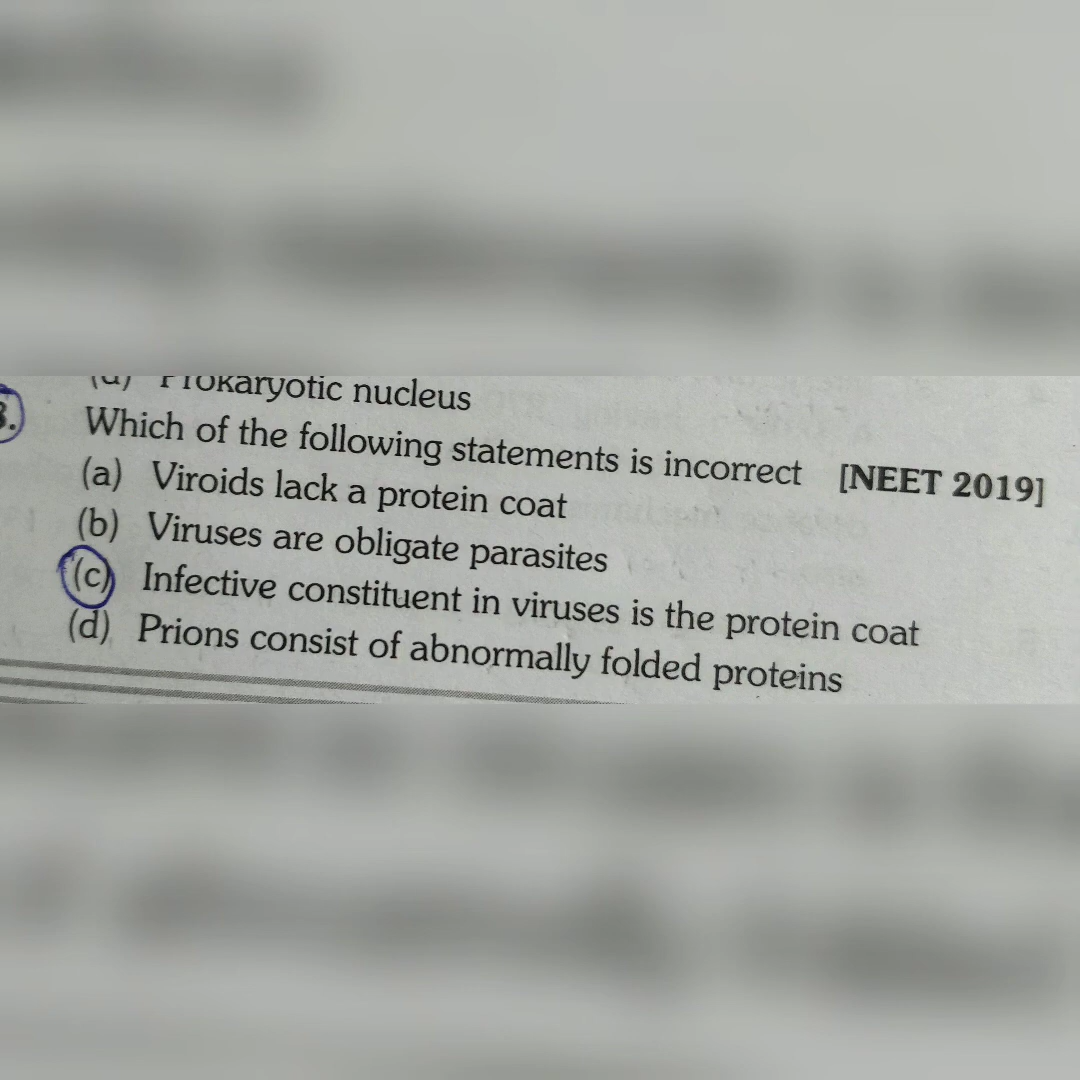 Prokaryotic nucleus
3. Which of the following statements is incorrect [NEET 2019]
(a) Viroids lack a protein coat
(b) Viruses are obligate parasites
(c) Infective constituent in viruses is the protein coat
(d) Prions consist of abnormally folded proteins